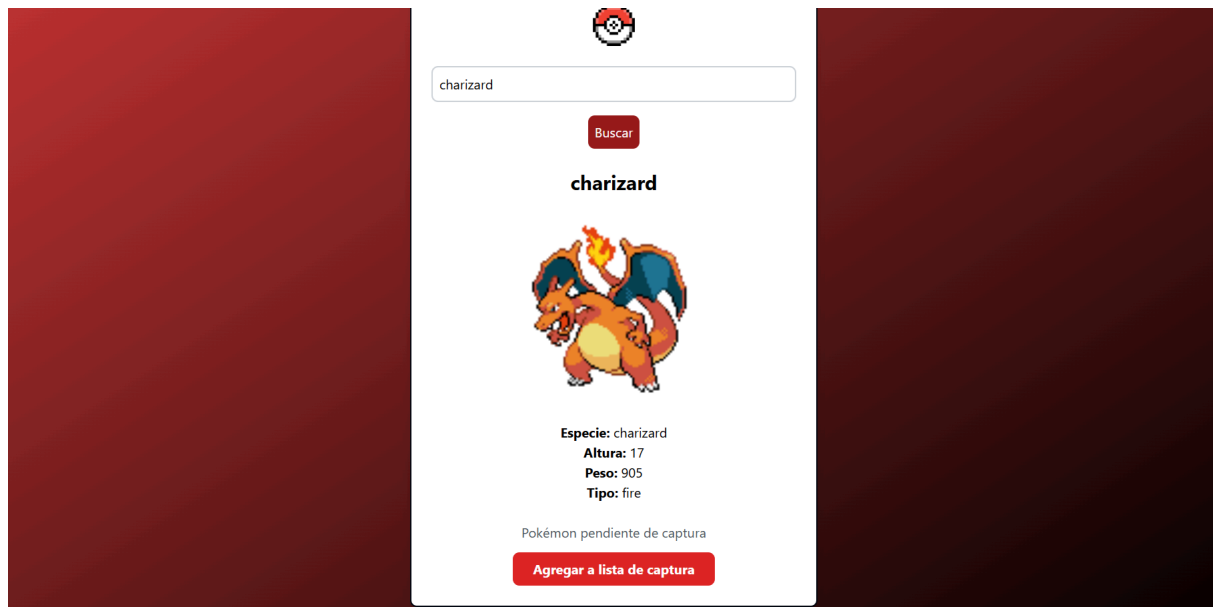 charizard
Buscar
charizard
Especie: charizard
Altura: 17
Peso: 905
Tipo: fire
Pokémon pendiente de captura
Agregar a lista de captura